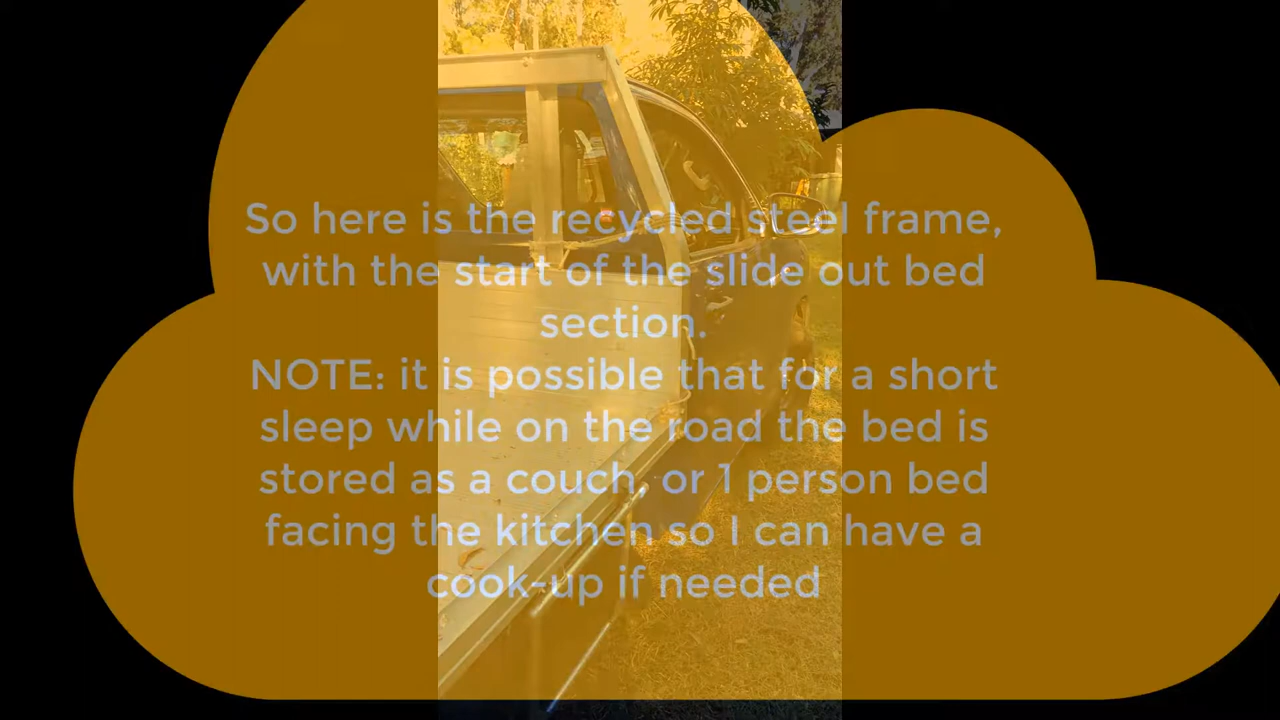 So here is the recycled steel frame,
with the start of the slide out bed
section.
NOTE: it is possible that for a short
sleep while on the road the bed is
stored as a couch, or 1 person bed
facing the kitchen so I can have a
cook-up if needed